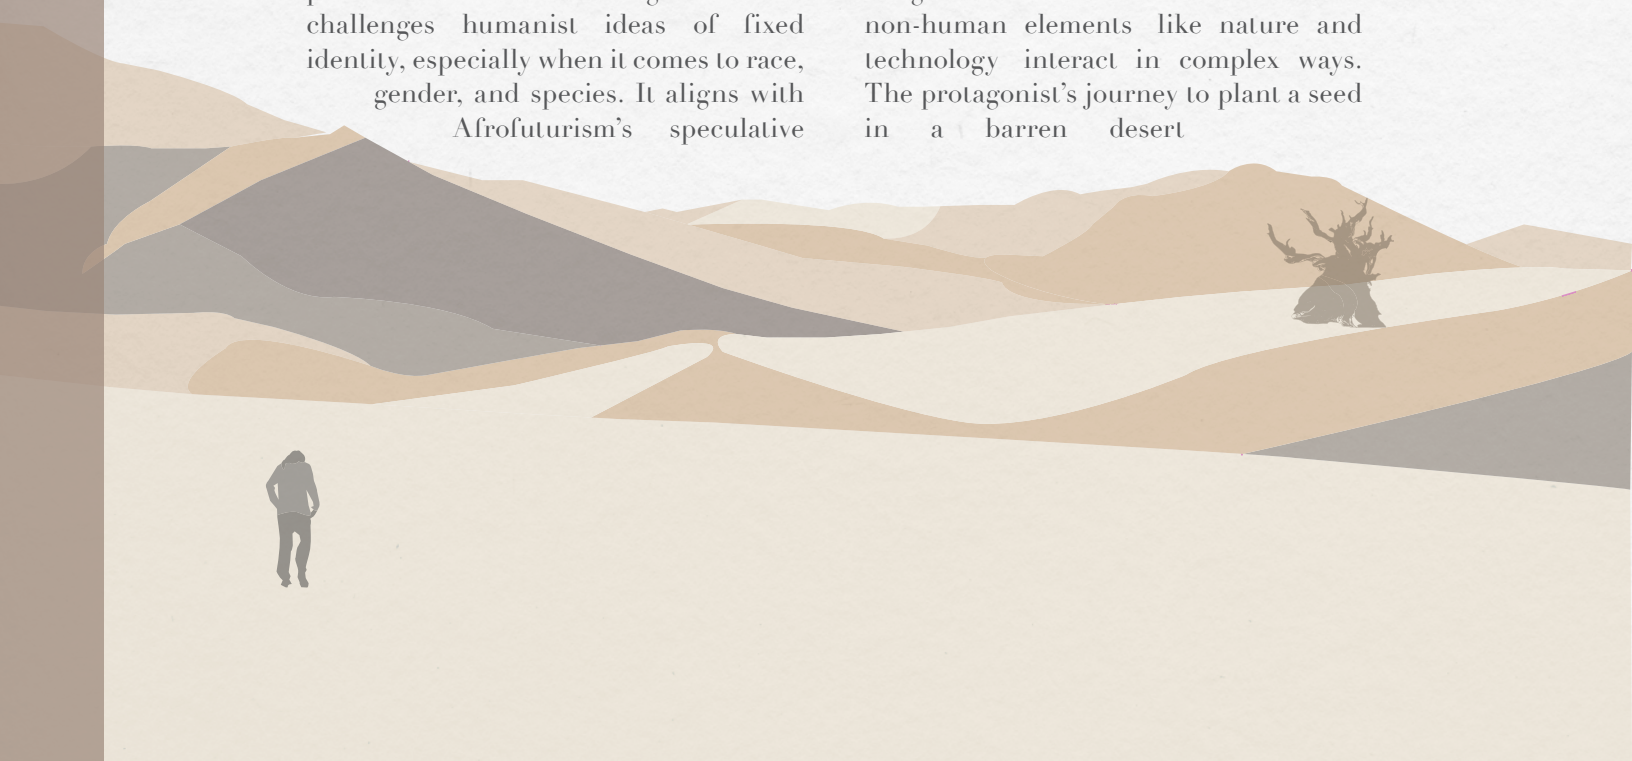 challenges humanist ideas of fixed
identity, especially when it comes to race,
gender, and species. It aligns with
Afrofuturism's speculative
non-human elements like nature and
technology interact in complex ways.
The protagonist's journey to plant a seed
in a barren desert